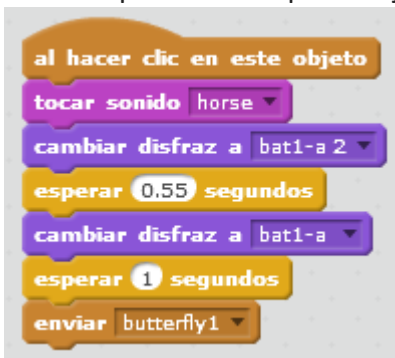 al hacer clic en este objeto
tocar sonido horse
cambiar disfraz a bat1-a 2
esperar 0.55 segundos
cambiar disfraz a bat1-a
esperar 1 segundos
enviar butterfly1